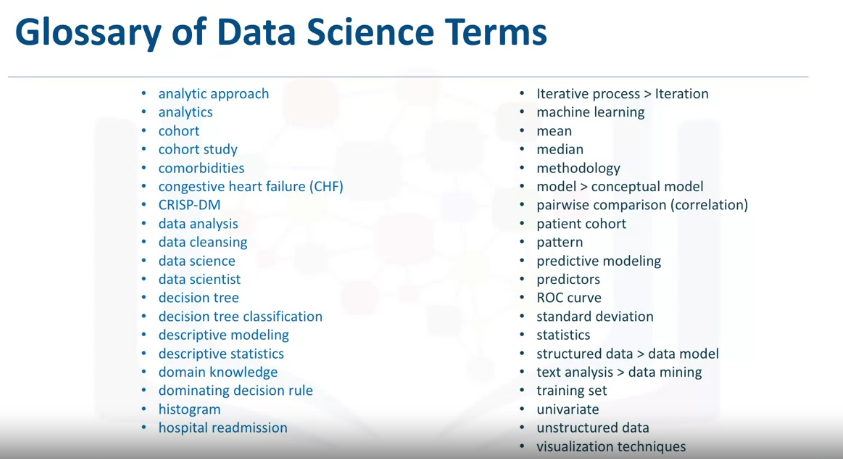 Glossary of Data Science Terms
• analytic approach
• analytics
• cohort
• cohort study
• comorbidities
• congestive heart failure (CHF)
• CRISP-DM
• data analysis
• data cleansing
• data science
• data scientist
• decision tree
• decision tree classification
• descriptive modeling
• descriptive statistics
• domain knowledge
• dominating decision rule
• histogram
• hospital readmission
• Iterative process > Iteration
• machine learning
• mean
• median
• methodology
• model > conceptual model
• pairwise comparison (correlation)
• patient cohort
• pattern
• predictive modeling
• predictors
• ROC curve
• standard deviation
• statistics
• structured data > data model
• text analysis > data mining
• training set
• univariate
• unstructured data
• visualization techniques